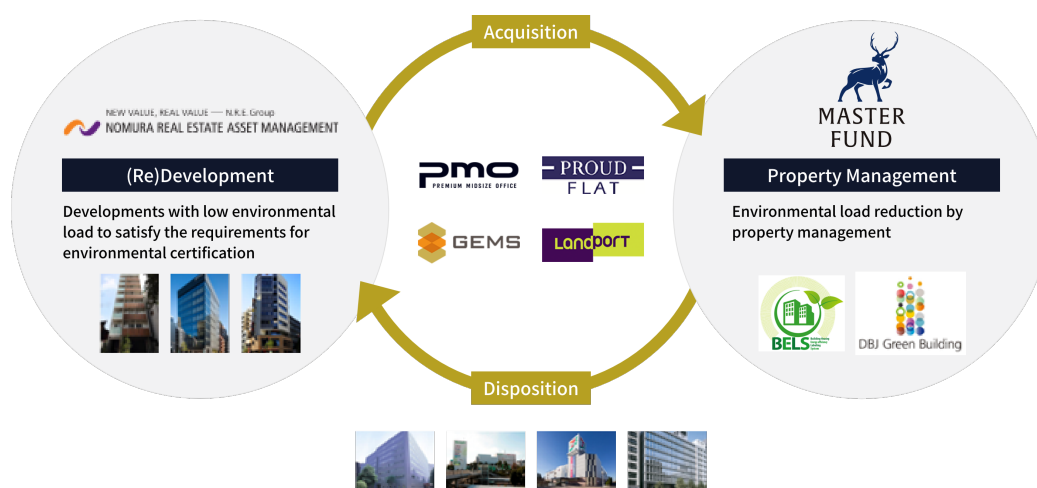 Acquisition
NEW VALUE, REAL VALUE — N.R.E. Group
NOMURA REAL ESTATE ASSET MANAGEMENT
(Re)Development
Developments with low environmental
load to satisfy the requirements for
environmental certification
PMO
PREMIUM MIDSIZE OFFICE
PROUD
FLAT
GEMS
Landport
MASTER
FUND
Property Management
Environmental load reduction by
property management
BELS
DBJ Green Building
Disposition